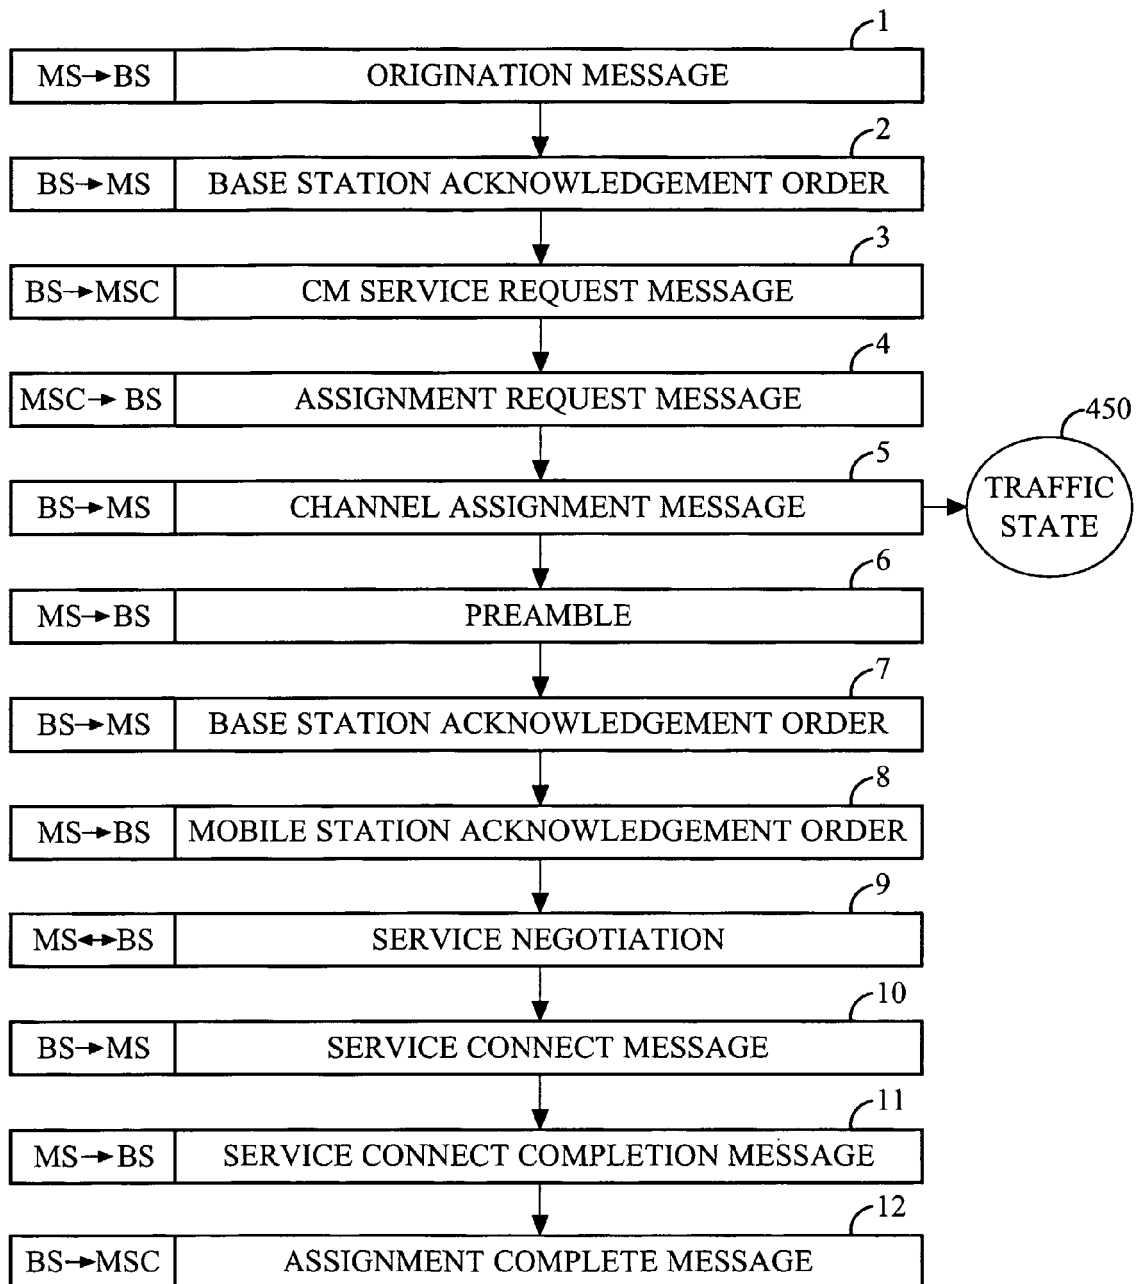 1
MS→BS ORIGINATION MESSAGE
2
BS→MS BASE STATION ACKNOWLEDGEMENT ORDER
3
BS→MSC CM SERVICE REQUEST MESSAGE
4
MSC→BS ASSIGNMENT REQUEST MESSAGE
450
5
BS→MS CHANNEL ASSIGNMENT MESSAGE
TRAFFIC
STATE
6
MS→BS PREAMBLE
7
BS→MS BASE STATION ACKNOWLEDGEMENT ORDER
8
MS→BS MOBILE STATION ACKNOWLEDGEMENT ORDER
9
MS↔BS SERVICE NEGOTIATION
10
BS→MS SERVICE CONNECT MESSAGE
11
MS→BS SERVICE CONNECT COMPLETION MESSAGE
12
BS→MSC ASSIGNMENT COMPLETE MESSAGE